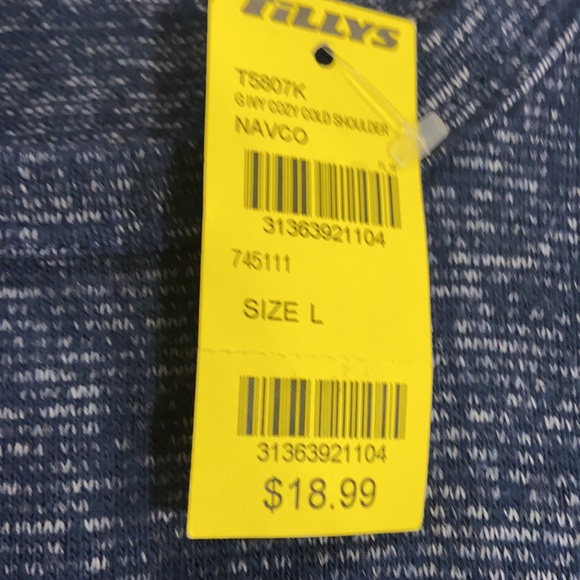 TiLLYS
T5807K
G IVY COZY COLD SHOULDER
NAVCO
31363921104
745111
SIZE L
31363921104
$18.99